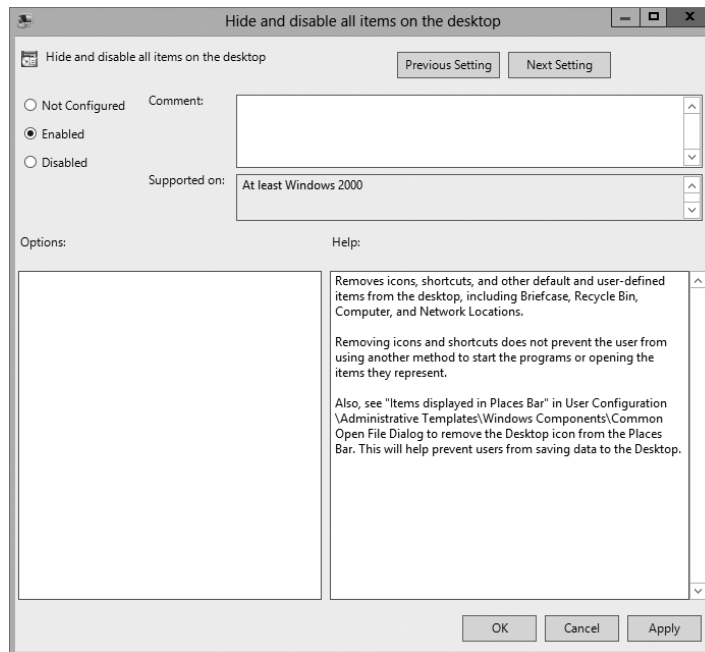 Hide and disable all items on the desktop
Hide and disable all items on the desktop
Previous Setting
Next Setting
Not Configured
Comment:
Enabled
Disabled
Supported on:
At least Windows 2000
Options:
Help:
Removes icons, shortcuts, and other default and user-defined
items from the desktop, including Briefcase, Recycle Bin,
Computer, and Network Locations.
Removing icons and shortcuts does not prevent the user from
using another method to start the programs or opening the
items they represent.
Also, see "Items displayed in Places Bar" in User Configuration
\Administrative Templates\Windows Components\Common
Open File Dialog to remove the Desktop icon from the Places
Bar. This will help prevent users from saving data to the Desktop.
OK
Cancel
Apply